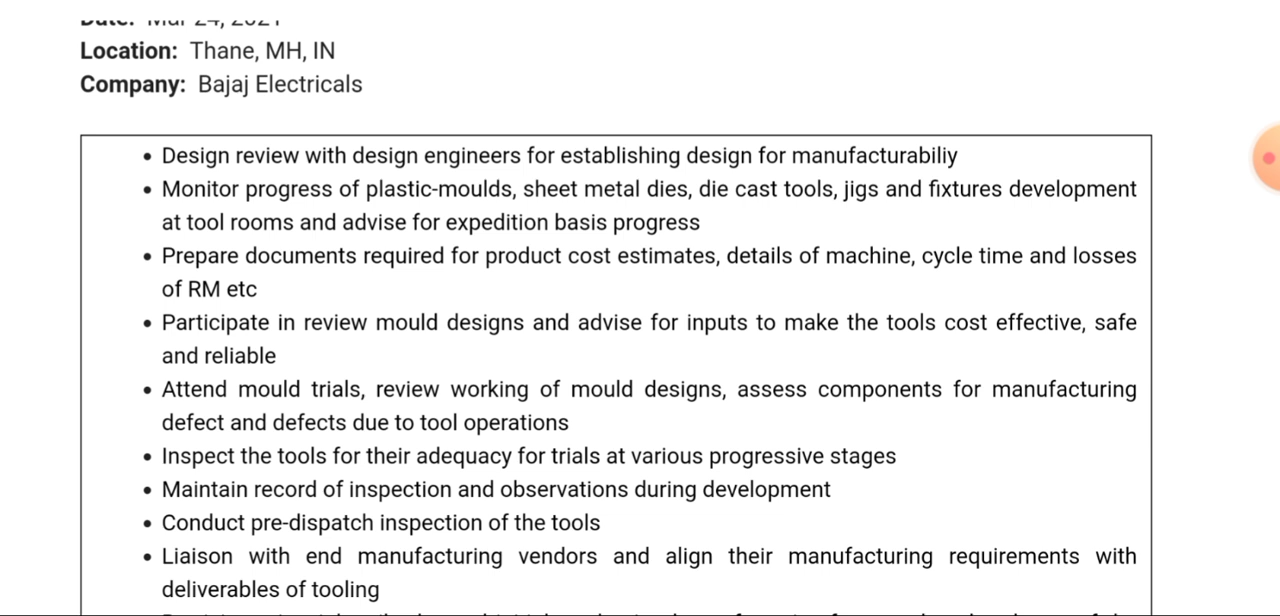 Date: Mar 24, 2021
Location: Thane, MH, IN
Company: Bajaj Electricals
• Design review with design engineers for establishing design for manufacturabiliy
• Monitor progress of plastic-moulds, sheet metal dies, die cast tools, jigs and fixtures development
at tool rooms and advise for expedition basis progress
• Prepare documents required for product cost estimates, details of machine, cycle time and losses
of RM etc
• Participate in review mould designs and advise for inputs to make the tools cost effective, safe
and reliable
• Attend mould trials, review working of mould designs, assess components for manufacturing
defect and defects due to tool operations
• Inspect the tools for their adequacy for trials at various progressive stages
• Maintain record of inspection and observations during development
• Conduct pre-dispatch inspection of the tools
• Liaison with end manufacturing vendors and align their manufacturing requirements with
deliverables of tooling